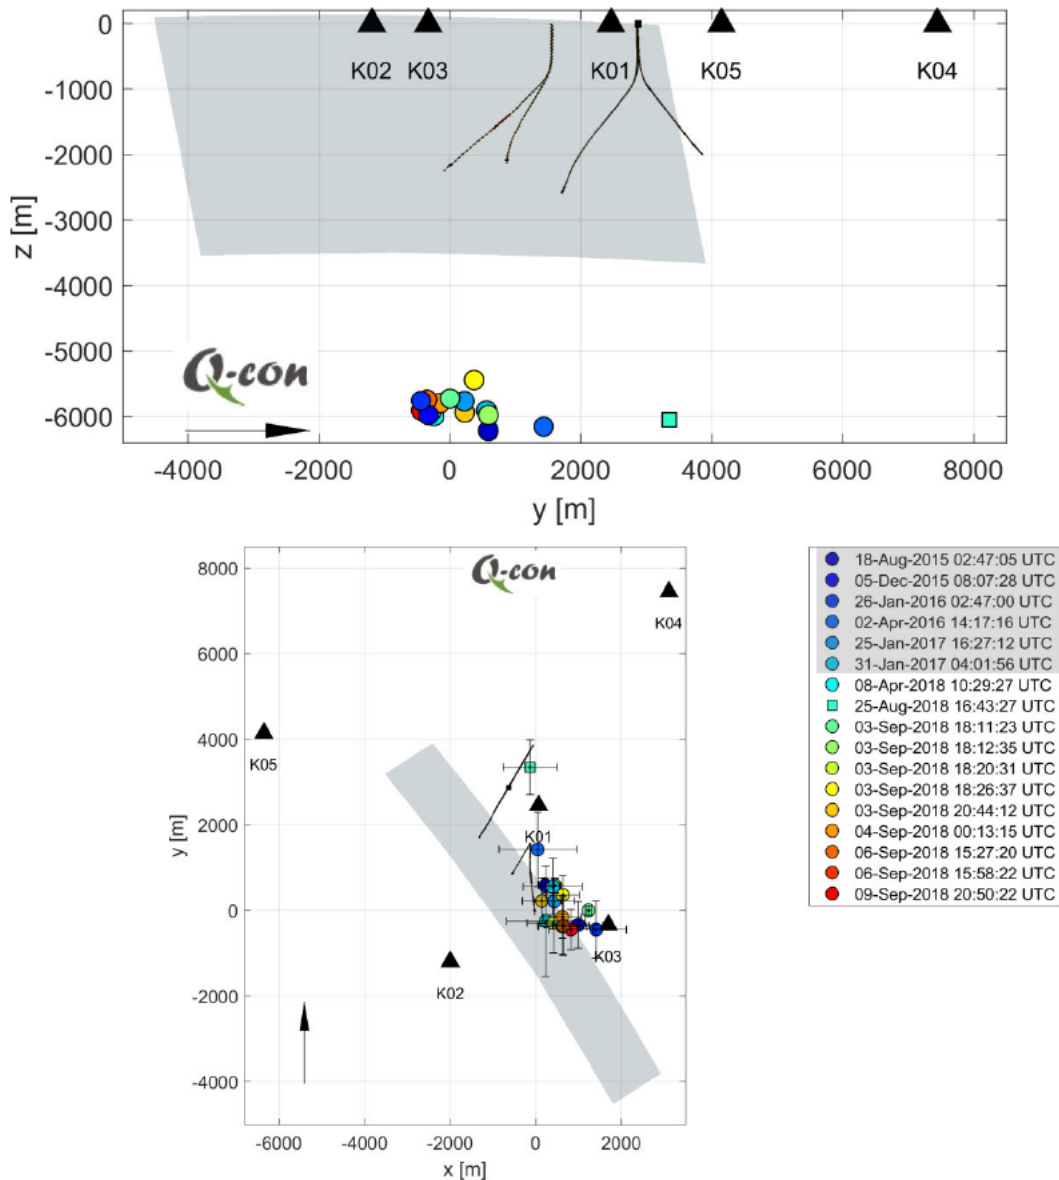 0
K02 K03 K01 K05 K04
-1000
-2000
z [m]
-3000
-4000
-5000
Q-con
-6000
-4000 -2000 0 2000 4000 6000 8000
y [m]
8000
Q-con
K04
6000
4000
K05
y [m]
2000
K01
0
K03
K02
-2000
-4000
-6000 -4000 -2000 0 2000
x [m]
18-Aug-2015 02:47:05 UTC
05-Dec-2015 08:07:28 UTC
26-Jan-2016 02:47:00 UTC
02-Apr-2016 14:17:16 UTC
25-Jan-2017 16:27:12 UTC
31-Jan-2017 04:01:56 UTC
08-Apr-2018 10:29:27 UTC
25-Aug-2018 16:43:27 UTC
03-Sep-2018 18:11:23 UTC
03-Sep-2018 18:12:35 UTC
03-Sep-2018 18:20:31 UTC
03-Sep-2018 18:26:37 UTC
03-Sep-2018 20:44:12 UTC
04-Sep-2018 00:13:15 UTC
06-Sep-2018 15:27:20 UTC
06-Sep-2018 15:58:22 UTC
09-Sep-2018 20:50:22 UTC